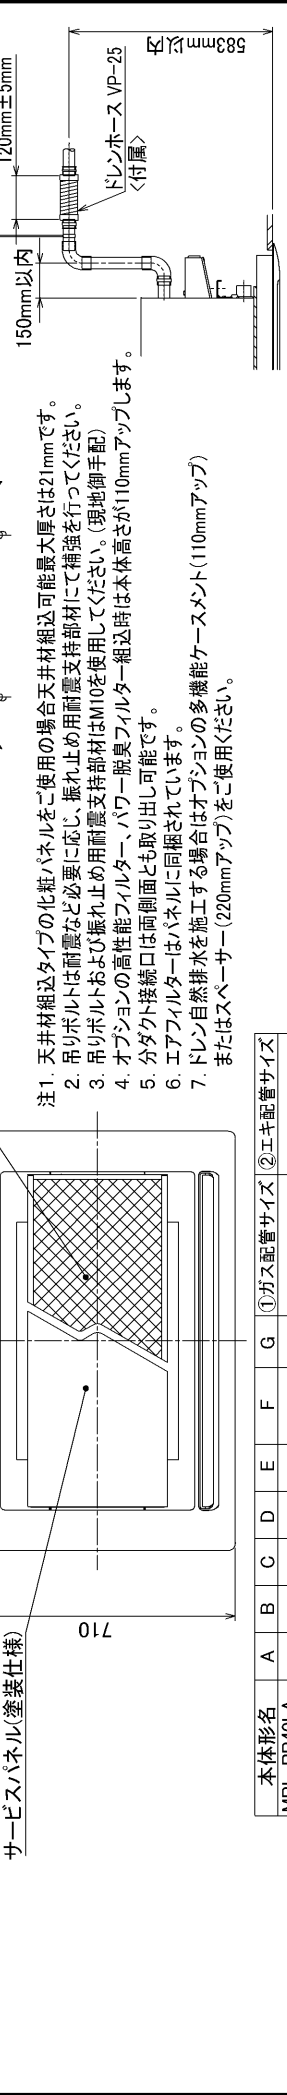 120mm±5mm
583mm以内
ドレンホース VP-25
<付属>
150mm以内
注1. 天井材組込タイプの化粧パネルをご使用の場合天井材組込可能最大厚さは21mmです。
2. 吊りボルトは耐震など必要に応じ、振れ止め用耐震支持部材にて補強を行ってください。
3. 吊りボルトおよび振れ止め用耐震支持部材はM10を使用してください。(現地御手配)
4. オプションの高性能フィルター、パワー脱臭フィルター組込時は本体高さが110mmアップします。
5. 分ダクト接続口は両側面とも取り出し可能です。
6. エアフィルターはパネルに同梱されています。
7. ドレン自然排水を施工する場合はオプションの多機能ケースメント(110mmアップ)
またはスペーサー(220mmアップ)をご使用ください。
サービスパネル(塗装仕様)
710
本体形名 A B C D E F G ①ガス配管サイズ ②エキ配管サイズ